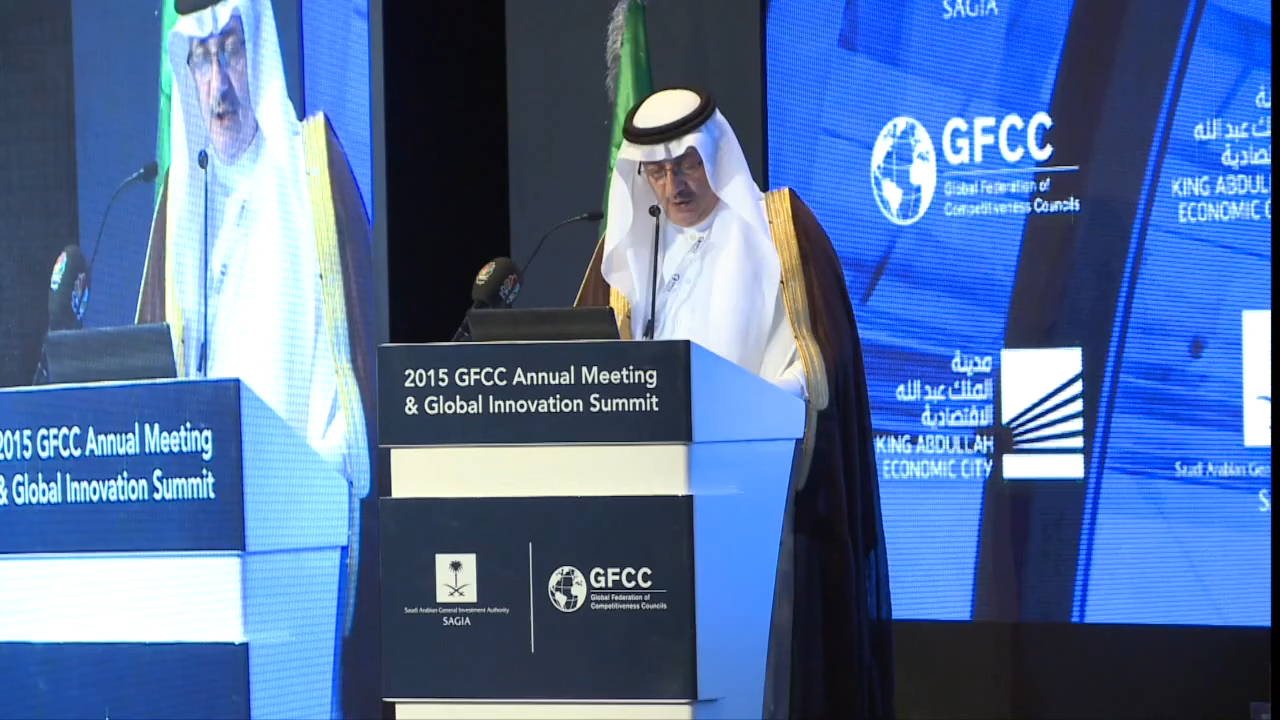 SAGIA
GFCC
Global Federation of
Competitiveness Councils
KING ABDUL
ECONOMIC C
مدينة
الملك عبدالله
الاقتصادية
KING ABDULLAH
ECONOMIC CITY
2015 GFCC Annual Meeting
& Global Innovation Summit
Saudi Arabian General Investment Authority
SAGIA
GFCC
Global Federation of
Competitiveness Councils
2015 GFCC Annual Meeting
& Global Innovation Summit